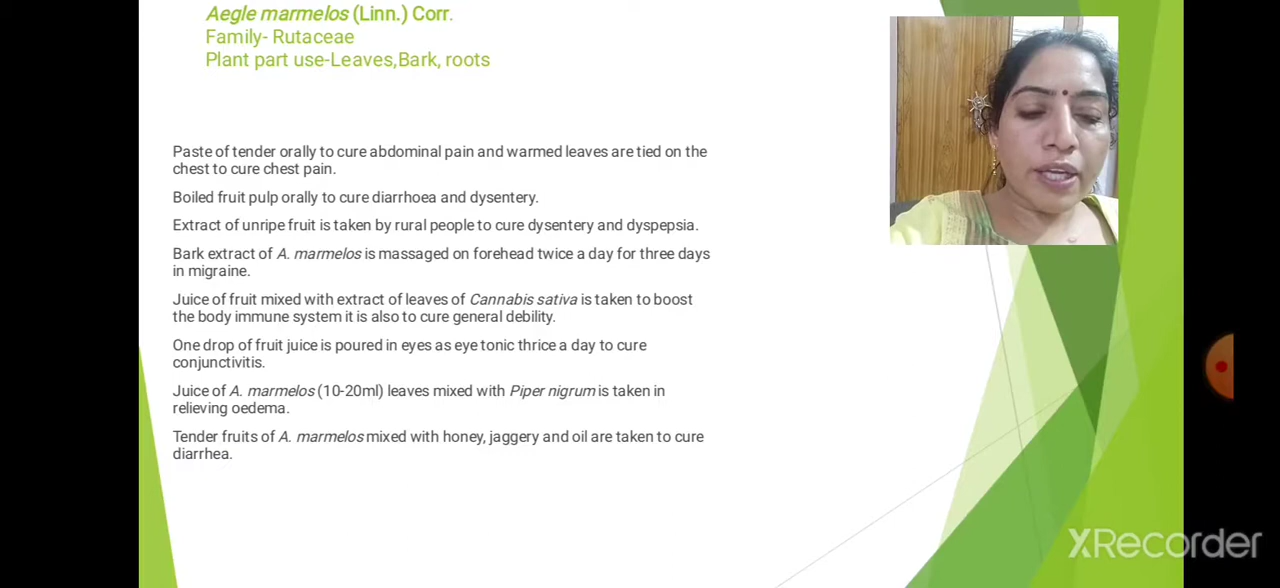 Aegle marmelos (Linn.) Corr.
Family- Rutaceae
Plant part use-Leaves,Bark, roots
Paste of tender orally to cure abdominal pain and warmed leaves are tied on the
chest to cure chest pain.
Boiled fruit pulp orally to cure diarrhoea and dysentery.
Extract of unripe fruit is taken by rural people to cure dysentery and dyspepsia.
Bark extract of A. marmelos is massaged on forehead twice a day for three days
in migraine.
Juice of fruit mixed with extract of leaves of Cannabis sativa is taken to boost
the body immune system it is also to cure general debility.
One drop of fruit juice is poured in eyes as eye tonic thrice a day to cure
conjunctivitis.
Juice of A. marmelos (10-20ml) leaves mixed with Piper nigrum is taken in
relieving oedema.
Tender fruits of A. marmelos mixed with honey, jaggery and oil are taken to cure
diarrhea.
XRecorder